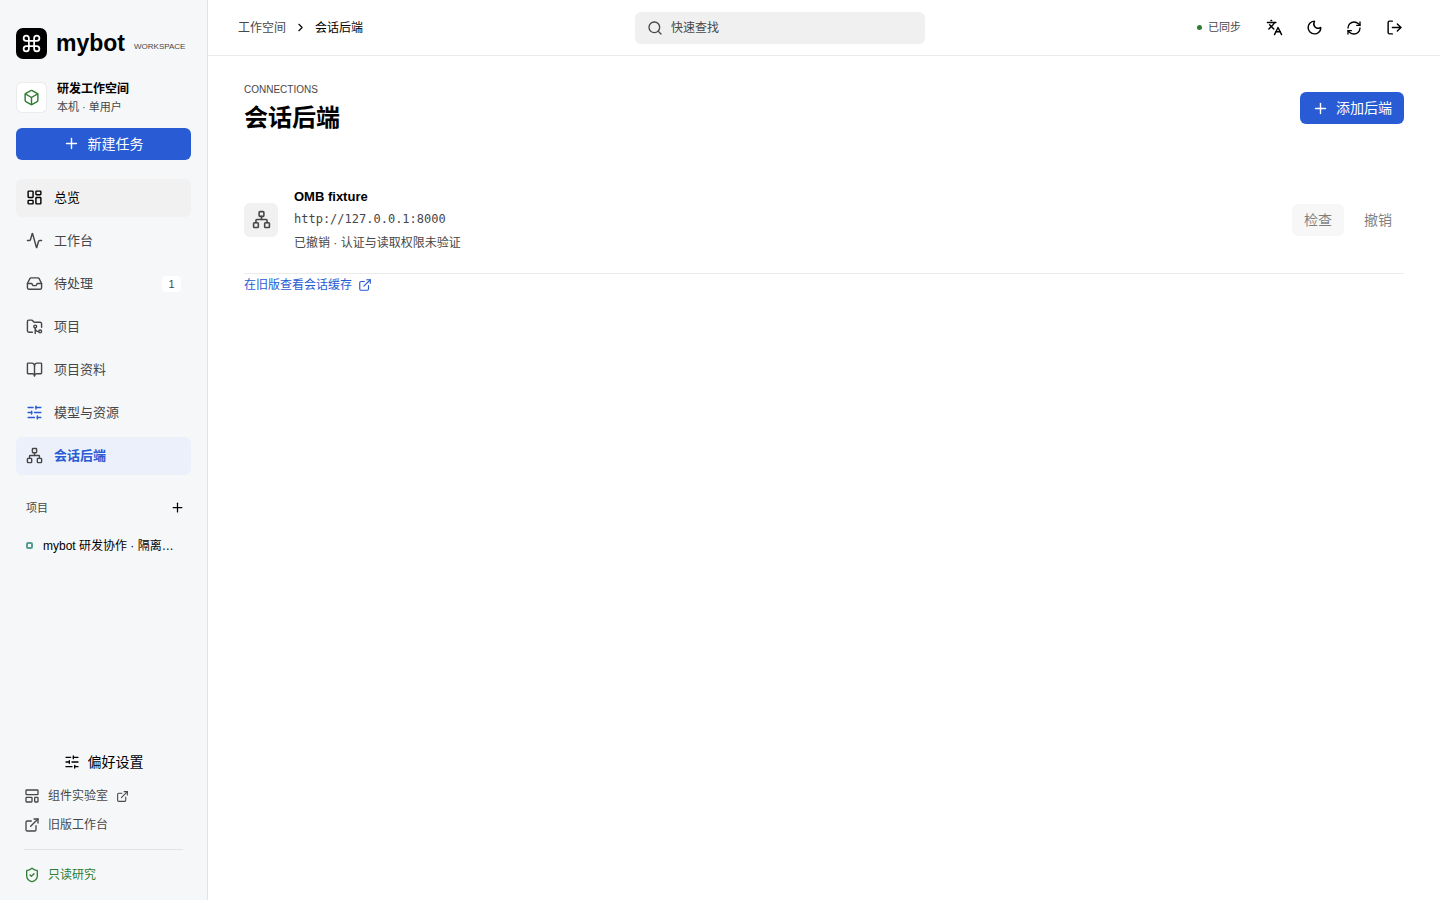 mybot WORKSPACE
研发工作空间
本机 · 单用户
新建任务
总览
工作台
待处理 1
项目
项目资料
模型与资源
会话后端
项目
mybot 研发协作 · 隔离…
偏好设置
组件实验室
旧版工作台
只读研究
工作空间 会话后端
快速查找
已同步
CONNECTIONS
会话后端
添加后端
OMB fixture
http://127.0.0.1:8000
已撤销 · 认证与读取权限未验证
检查 撤销
在旧版查看会话缓存